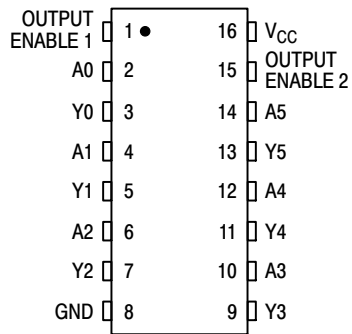 OUTPUT
ENABLE 1 1 16 VCC
A0 2 15 OUTPUT
ENABLE 2
Y0 3 14 A5
A1 4 13 Y5
Y1 5 12 A4
A2 6 11 Y4
Y2 7 10 A3
GND 8 9 Y3